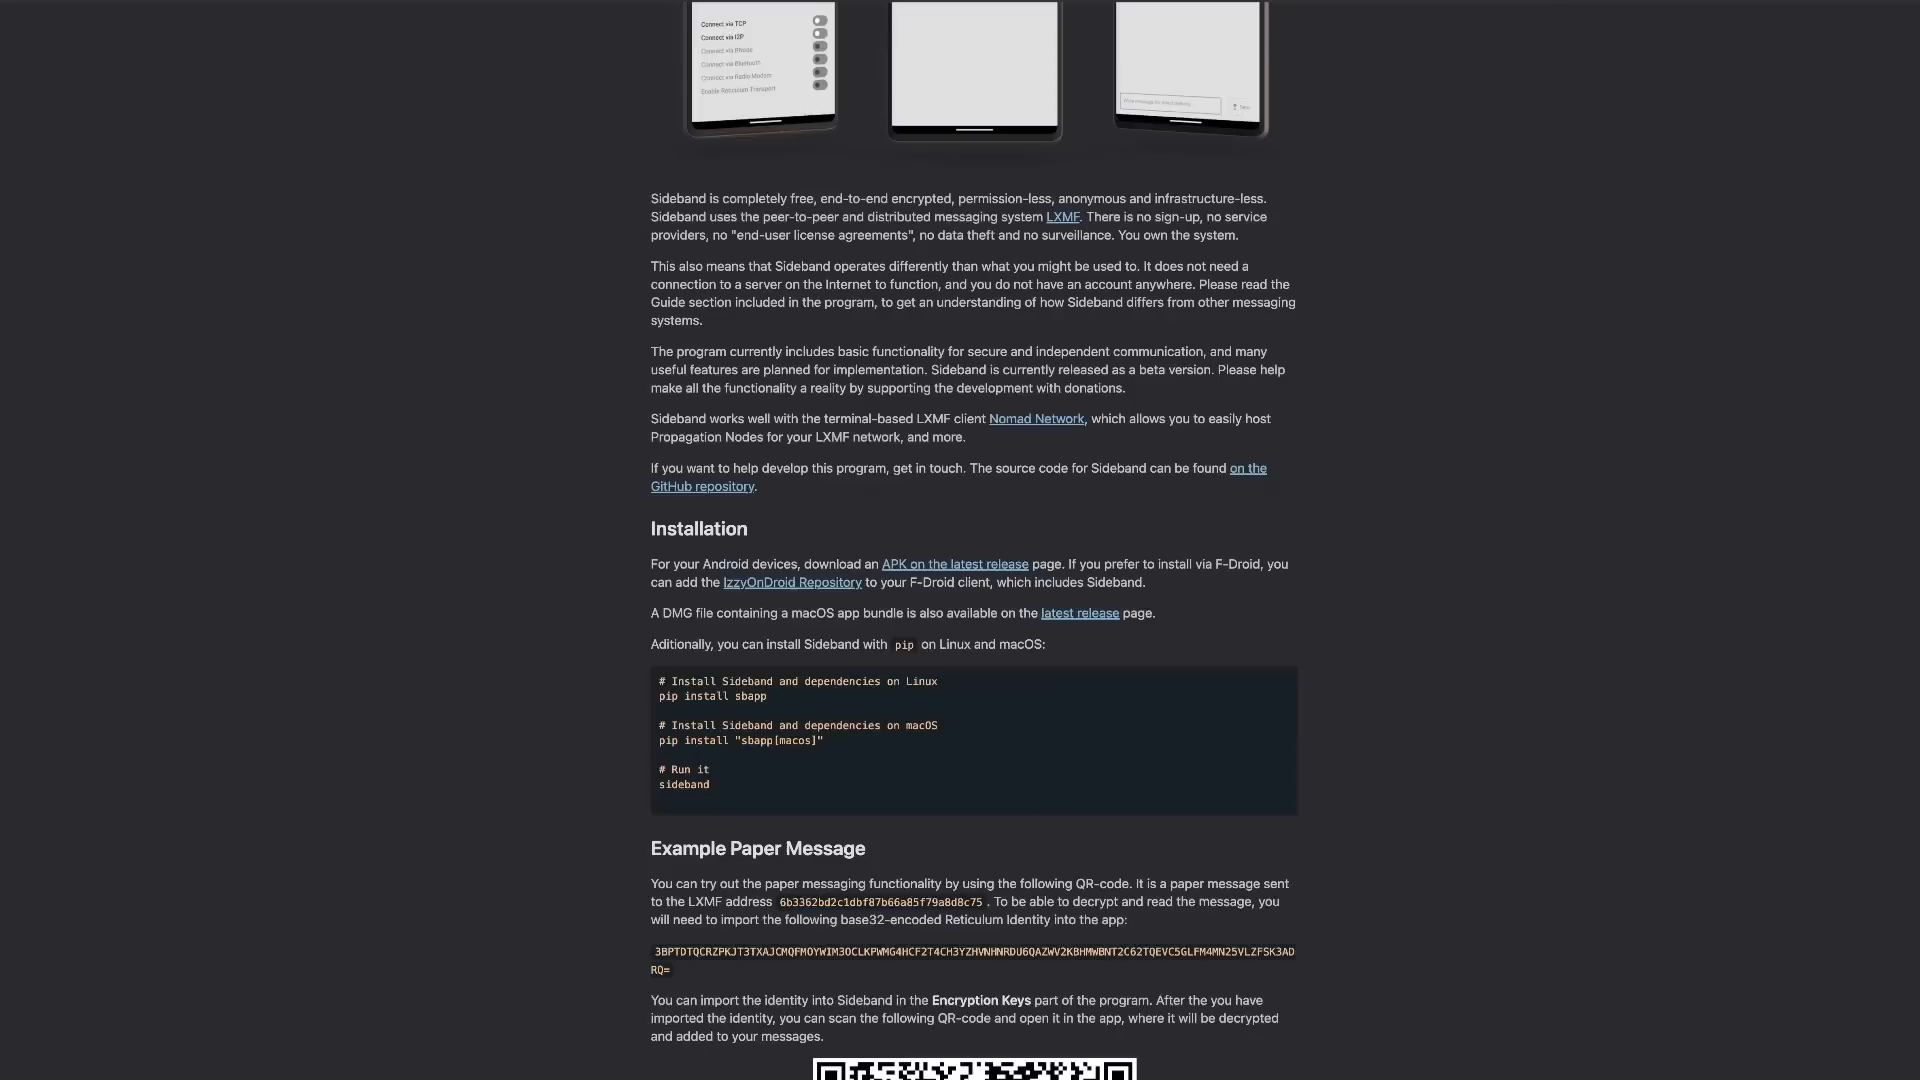 Connect via TCP
Connect via I2P
Connect via RNode
Connect via Bluetooth
Connect via Radio Modem
Enable Reticulum Transport
Send
Sideband is completely free, end-to-end encrypted, permission-less, anonymous and infrastructure-less.
Sideband uses the peer-to-peer and distributed messaging system LXMF. There is no sign-up, no service
providers, no "end-user license agreements", no data theft and no surveillance. You own the system.
This also means that Sideband operates differently than what you might be used to. It does not need a
connection to a server on the Internet to function, and you do not have an account anywhere. Please read the
Guide section included in the program, to get an understanding of how Sideband differs from other messaging
systems.
The program currently includes basic functionality for secure and independent communication, and many
useful features are planned for implementation. Sideband is currently released as a beta version. Please help
make all the functionality a reality by supporting the development with donations.
Sideband works well with the terminal-based LXMF client Nomad Network, which allows you to easily host
Propagation Nodes for your LXMF network, and more.
If you want to help develop this program, get in touch. The source code for Sideband can be found on the
GitHub repository.
Installation
For your Android devices, download an APK on the latest release page. If you prefer to install via F-Droid, you
can add the IzzyOnDroid Repository to your F-Droid client, which includes Sideband.
A DMG file containing a macOS app bundle is also available on the latest release page.
Aditionally, you can install Sideband with pip on Linux and macOS:
# Install Sideband and dependencies on Linux
pip install sbapp
# Install Sideband and dependencies on macOS
pip install "sbapp[macos]"
# Run it
sideband
Example Paper Message
You can try out the paper messaging functionality by using the following QR-code. It is a paper message sent
to the LXMF address 6b3362bd2c1dbf87b66a85f79a8d8c75 . To be able to decrypt and read the message, you
will need to import the following base32-encoded Reticulum Identity into the app:
3BPTDTQCRZPKJT3TXAJCMQFMOYWIM3OCLKPWMG4HCF2T4CH3YZHVNHNRDU6QAZWV2KBHMWBNT2C62TQEVC5GLFM4MN25VLZFSK3AD
RQ=
You can import the identity into Sideband in the Encryption Keys part of the program. After the you have
imported the identity, you can scan the following QR-code and open it in the app, where it will be decrypted
and added to your messages.